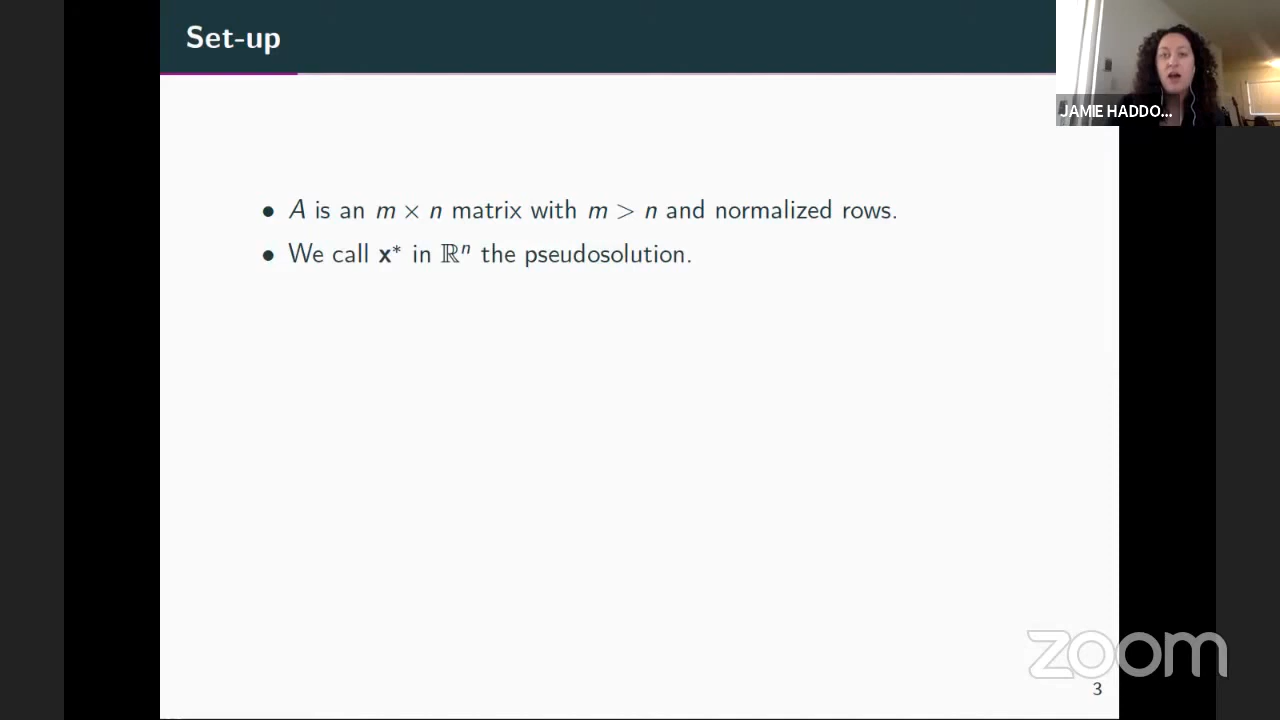 Set-up
JAMIE HADDO...
• A is an m × n matrix with m > n and normalized rows.
• We call x* in ℝⁿ the pseudosolution.
zoom
3